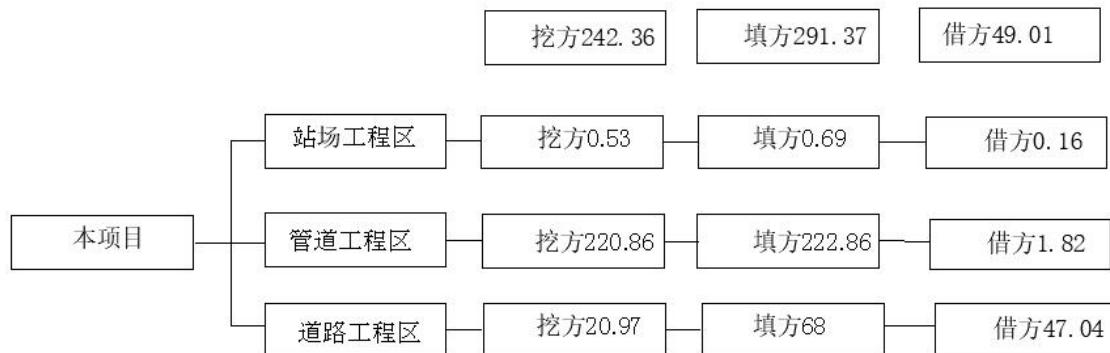 挖方242.36 填方291.37 借方49.01
站场工程区 挖方0.53 填方0.69 借方0.16
本项目 管道工程区 挖方220.86 填方222.86 借方1.82
道路工程区 挖方20.97 填方68 借方47.04